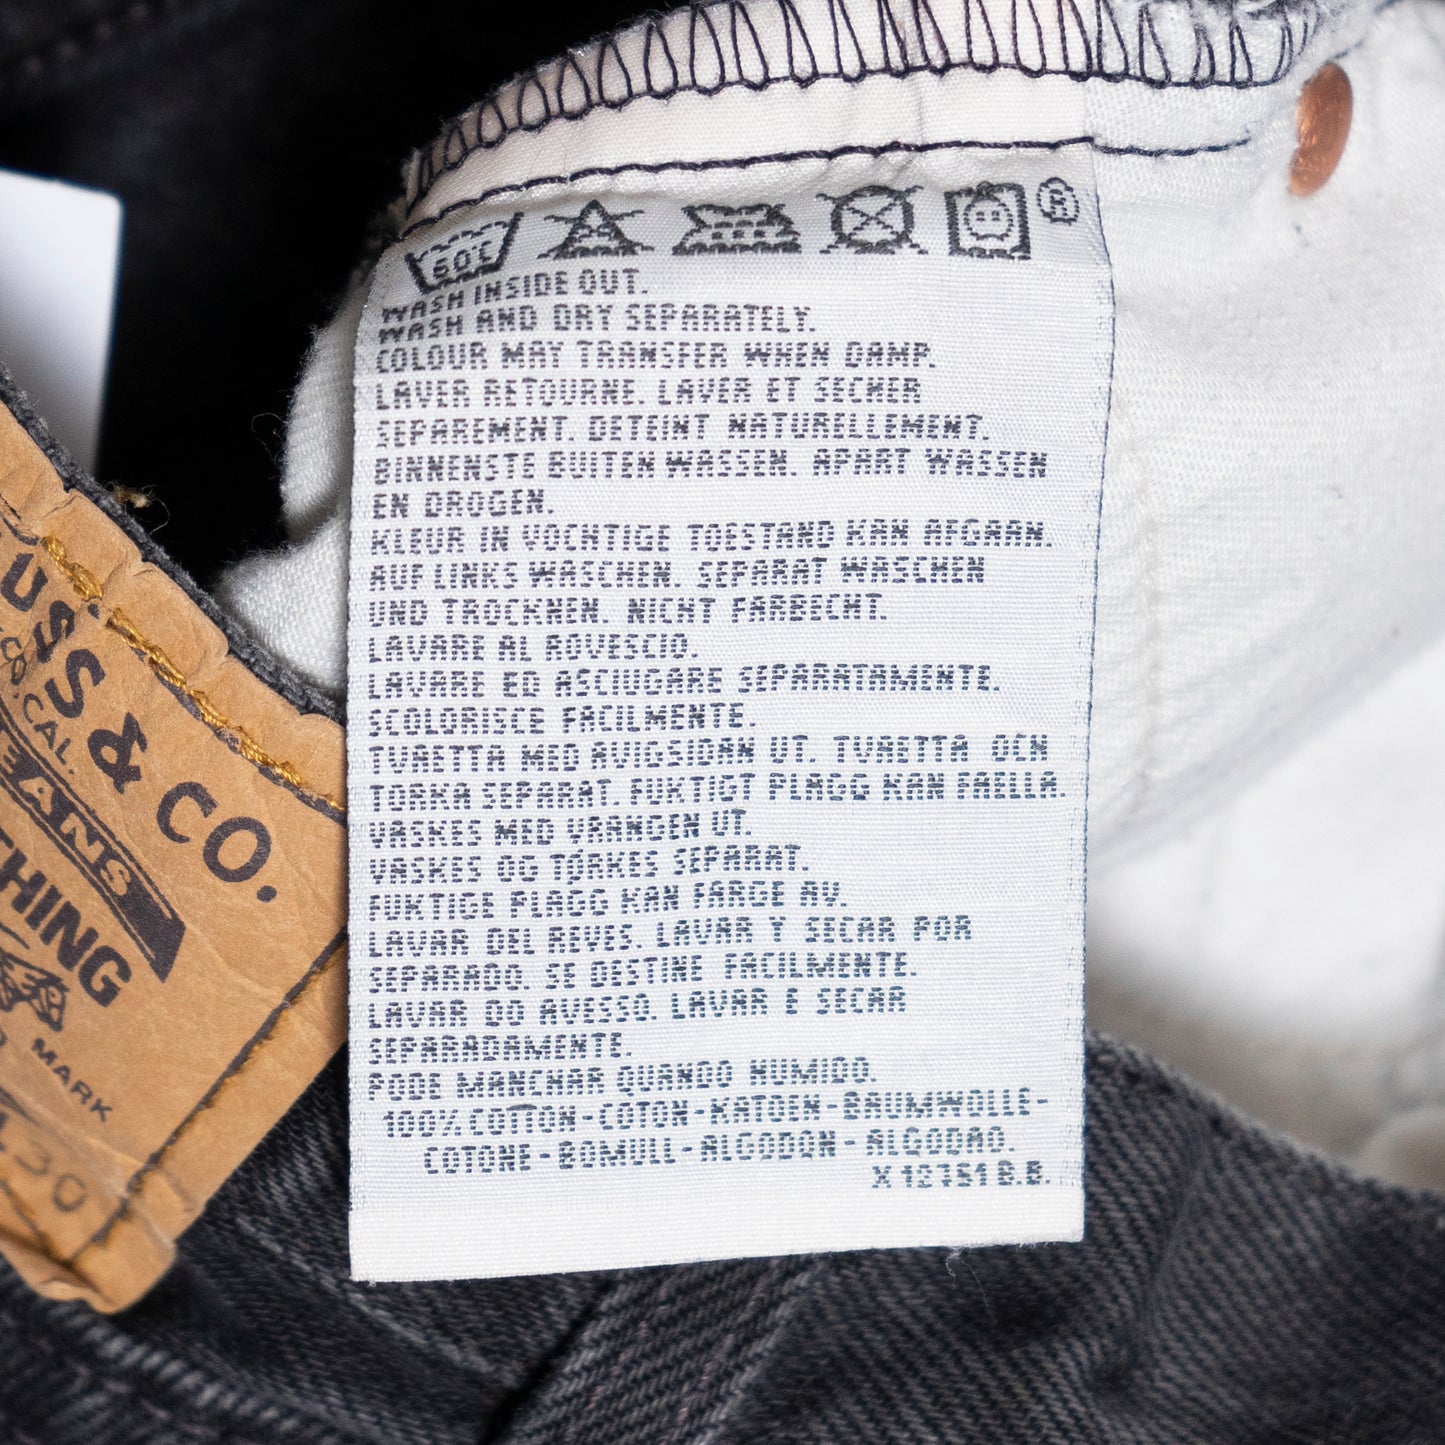 60°C
®
WASH INSIDE OUT.
WASH AND DRY SEPARATELY.
COLOUR MAY TRANSFER WHEN DAMP.
LAVER RETOURNE. LAVER ET SECHER
SEPAREMENT. DETEINT NATURELLEMENT.
BINNENSTE BUITEN WASSEN. APART WASSEN
EN DROGEN.
KLEUR IN VOCHTIGE TOESTAND KAN AFGAAN.
AUF LINKS WASCHEN. SEPARAT WASCHEN
UND TROCKNEN. NICHT FARBECHT.
LAVARE AL ROVESCIO.
LAVARE ED ASCIUGARE SEPARATAMENTE.
SCOLORISCE FACILMENTE.
TVRETTA MED AVIGSIDAN UT. TVRETTA OCH
TORKA SEPARAT. FUKTIGT PLAGG KAN FAELLA.
VASKES MED VRANGEN UT.
VASKES OG TØRKES SEPARAT.
FUKTIGE PLAGG KAN FARGE AV.
LAVAR DEL REVES. LAVAR Y SECAR POR
SEPARADO. SE DESTINE FACILMENTE.
LAVAR DO AVESSO. LAVAR E SECAR
SEPARADAMENTE.
PODE MANCHAR QUANDO HUMIDO.
100% COTTON-COTON-KATOEN-BAUMWOLLE-
COTONE-BOMULL-ALGODON-ALGODAO.
X 12751 B.B.
USS & CO.
CO. CAL.
EANS
THING
MARK
430